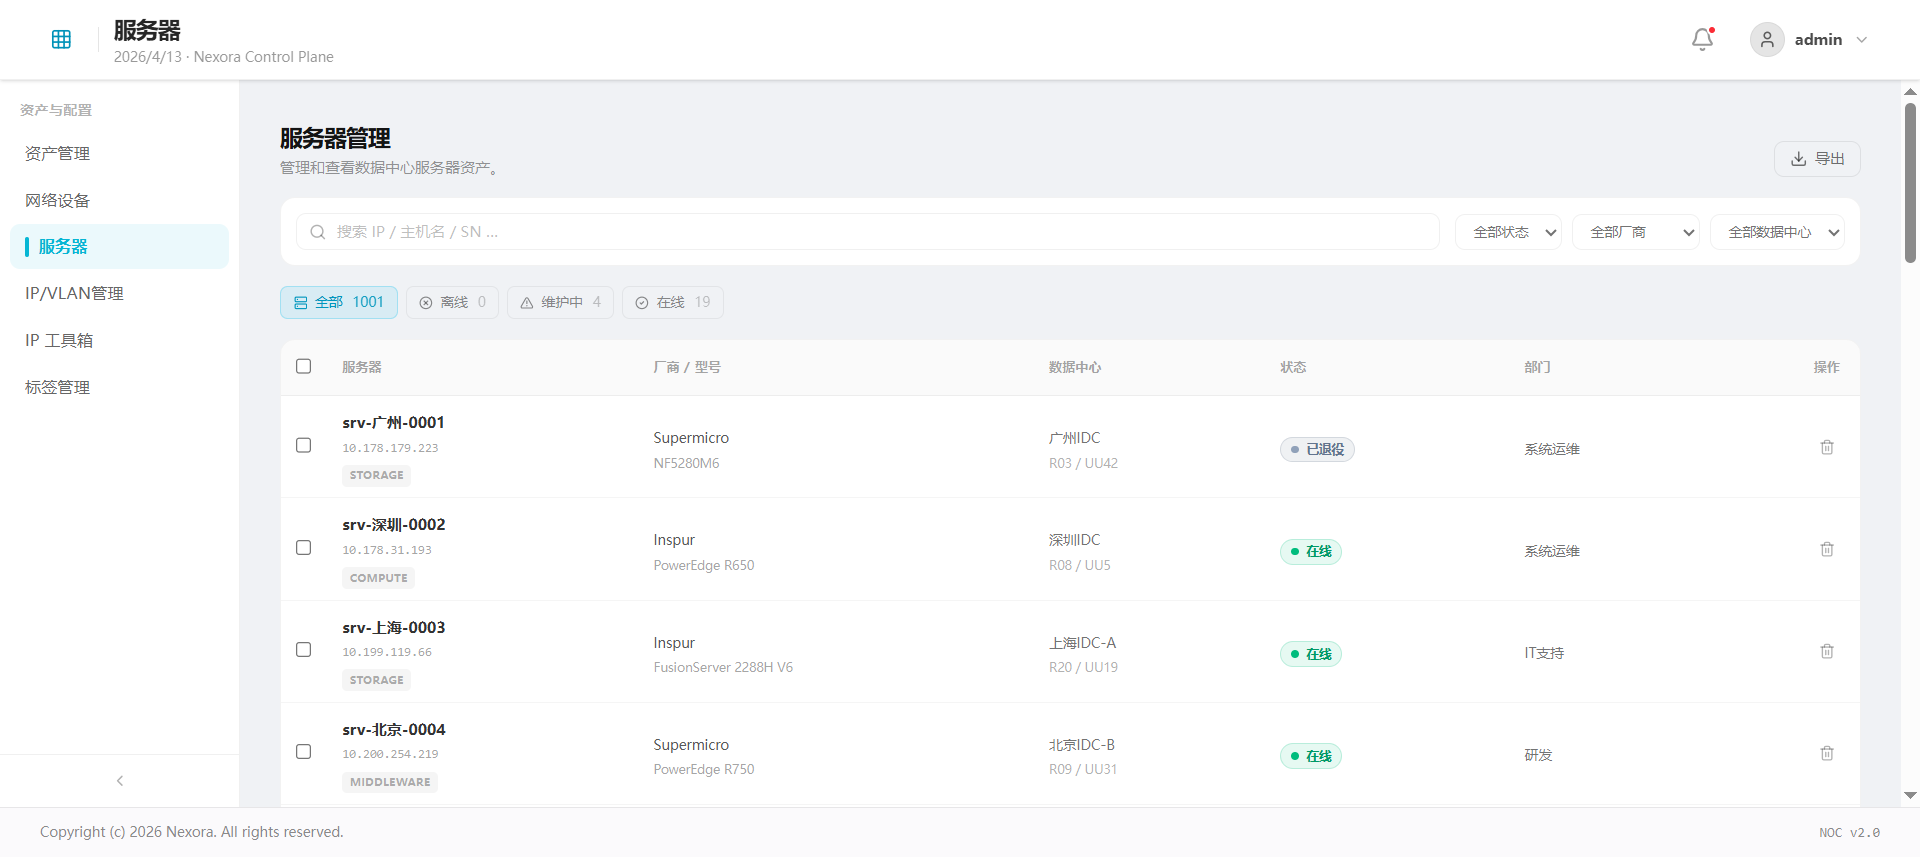 服务器
2026/4/13 · Nexora Control Plane
admin
资产与配置
资产管理
网络设备
服务器
IP/VLAN管理
IP 工具箱
标签管理
服务器管理
管理和查看数据中心服务器资产。
导出
搜索 IP / 主机名 / SN ...
全部状态
全部厂商
全部数据中心
全部 1001
离线 0
维护中 4
在线 19
服务器 厂商 / 型号 数据中心 状态 部门 操作
srv-广州-0001
10.178.179.223
STORAGE
Supermicro
NF5280M6
广州IDC
R03 / UU42
已退役
系统运维
srv-深圳-0002
10.178.31.193
COMPUTE
Inspur
PowerEdge R650
深圳IDC
R08 / UU5
在线
系统运维
srv-上海-0003
10.199.119.66
STORAGE
Inspur
FusionServer 2288H V6
上海IDC-A
R20 / UU19
在线
IT支持
srv-北京-0004
10.200.254.219
MIDDLEWARE
Supermicro
PowerEdge R750
北京IDC-B
R09 / UU31
在线
研发
Copyright (c) 2026 Nexora. All rights reserved.
NOC v2.0